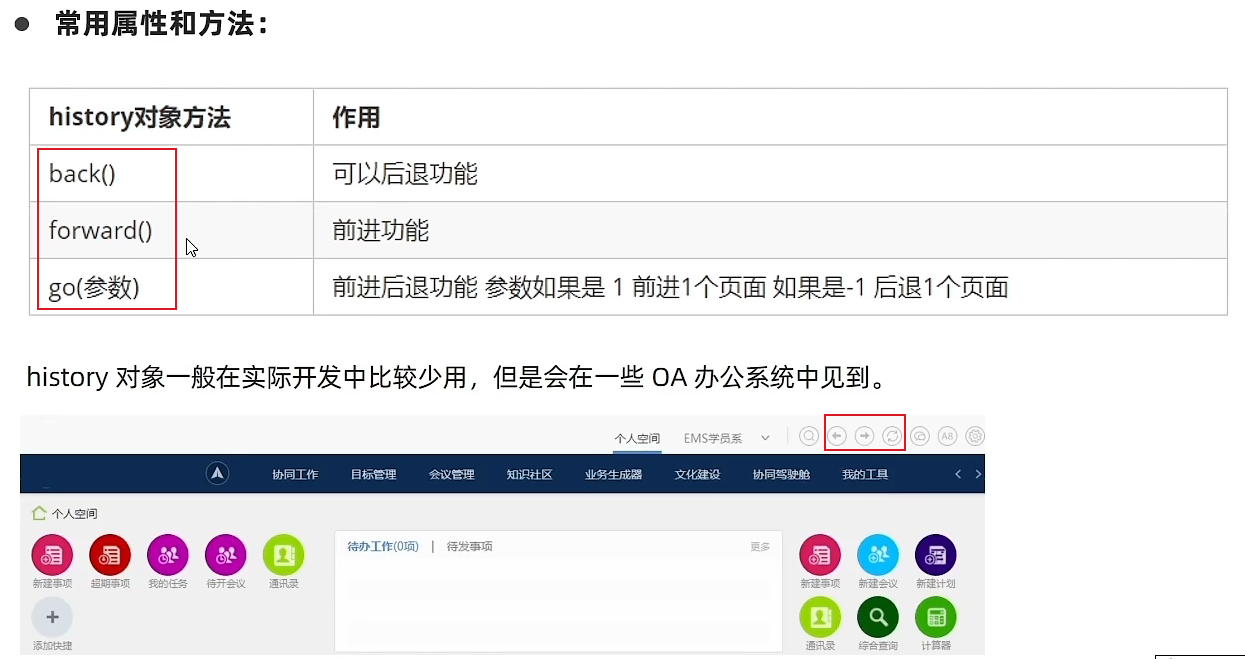 常用属性和方法：
history对象方法 作用
back() 可以后退功能
forward() 前进功能
go(参数) 前进后退功能 参数如果是 1 前进1个页面 如果是-1 后退1个页面
history 对象一般在实际开发中比较少用，但是会在一些 OA 办公系统中见到。
个人空间 EMS学员系 A8
协同工作 目标管理 会议管理 知识社区 业务生成器 文化建设 协同驾驶舱 我的工具
个人空间
待办工作(0项) | 待发事项 更多
新建事项 超期事项 我的任务 待开会议 通讯录 新建事项 新建会议 新建计划
添加快捷 通讯录 综合查询 计算器